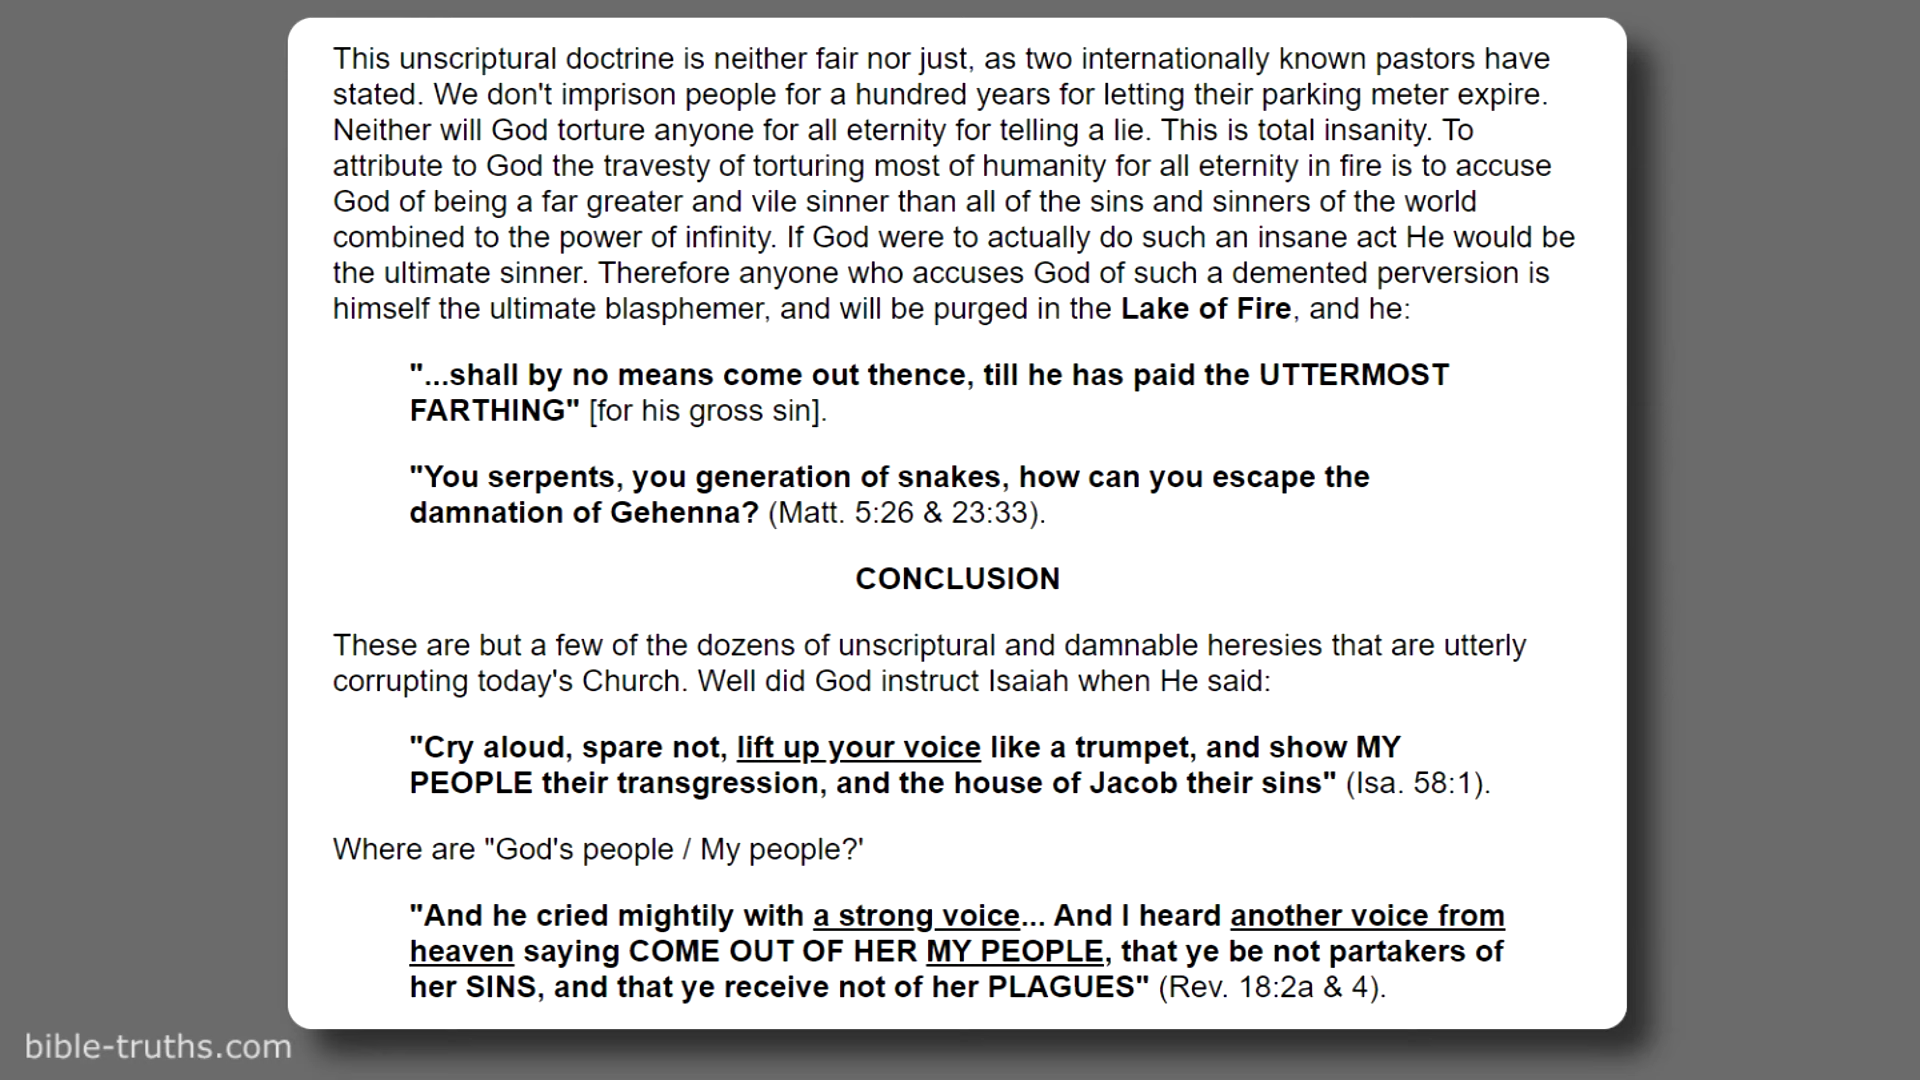 This unscriptural doctrine is neither fair nor just, as two internationally known pastors have
stated. We don't imprison people for a hundred years for letting their parking meter expire.
Neither will God torture anyone for all eternity for telling a lie. This is total insanity. To
attribute to God the travesty of torturing most of humanity for all eternity in fire is to accuse
God of being a far greater and vile sinner than all of the sins and sinners of the world
combined to the power of infinity. If God were to actually do such an insane act He would be
the ultimate sinner. Therefore anyone who accuses God of such a demented perversion is
himself the ultimate blasphemer, and will be purged in the Lake of Fire, and he:
"...shall by no means come out thence, till he has paid the UTTERMOST
FARTHING" [for his gross sin].
"You serpents, you generation of snakes, how can you escape the
damnation of Gehenna? (Matt. 5:26 & 23:33).
CONCLUSION
These are but a few of the dozens of unscriptural and damnable heresies that are utterly
corrupting today's Church. Well did God instruct Isaiah when He said:
"Cry aloud, spare not, lift up your voice like a trumpet, and show MY
PEOPLE their transgression, and the house of Jacob their sins" (Isa. 58:1).
Where are "God's people / My people?'
"And he cried mightily with a strong voice... And I heard another voice from
heaven saying COME OUT OF HER MY PEOPLE, that ye be not partakers of
her SINS, and that ye receive not of her PLAGUES" (Rev. 18:2a & 4).
bible-truths.com